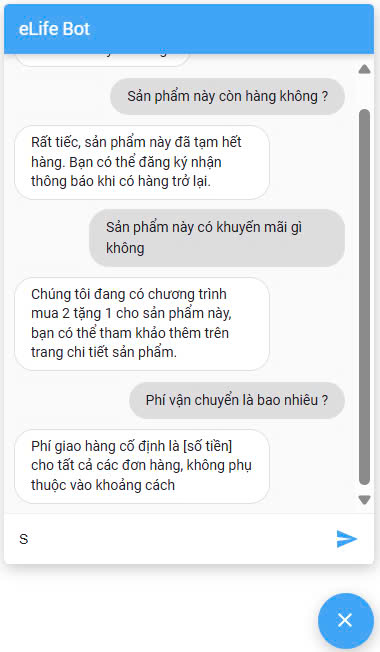 eLife Bot
Sản phẩm này còn hàng không ?
Rất tiếc, sản phẩm này đã tạm hết
hàng. Bạn có thể đăng ký nhận
thông báo khi có hàng trở lại.
Sản phẩm này có khuyến mãi gì
không
Chúng tôi đang có chương trình
mua 2 tặng 1 cho sản phẩm này,
bạn có thể tham khảo thêm trên
trang chi tiết sản phẩm.
Phí vận chuyển là bao nhiêu ?
Phí giao hàng cố định là [số tiền]
cho tất cả các đơn hàng, không phụ
thuộc vào khoảng cách
S